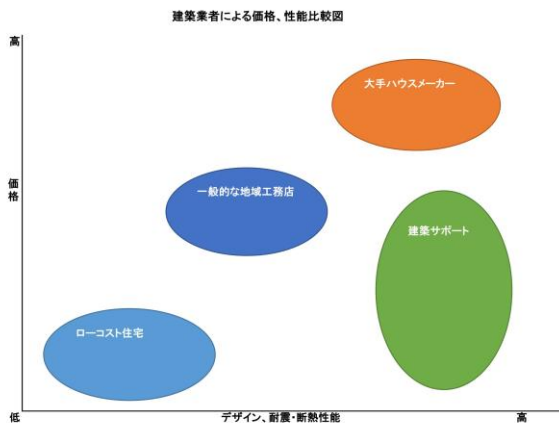 建築業者による価格、性能比較図
高
大手ハウスメーカー
価格
一般的な地域工務店
建築サポート
ローコスト住宅
低
デザイン、耐震・断熱性能
高